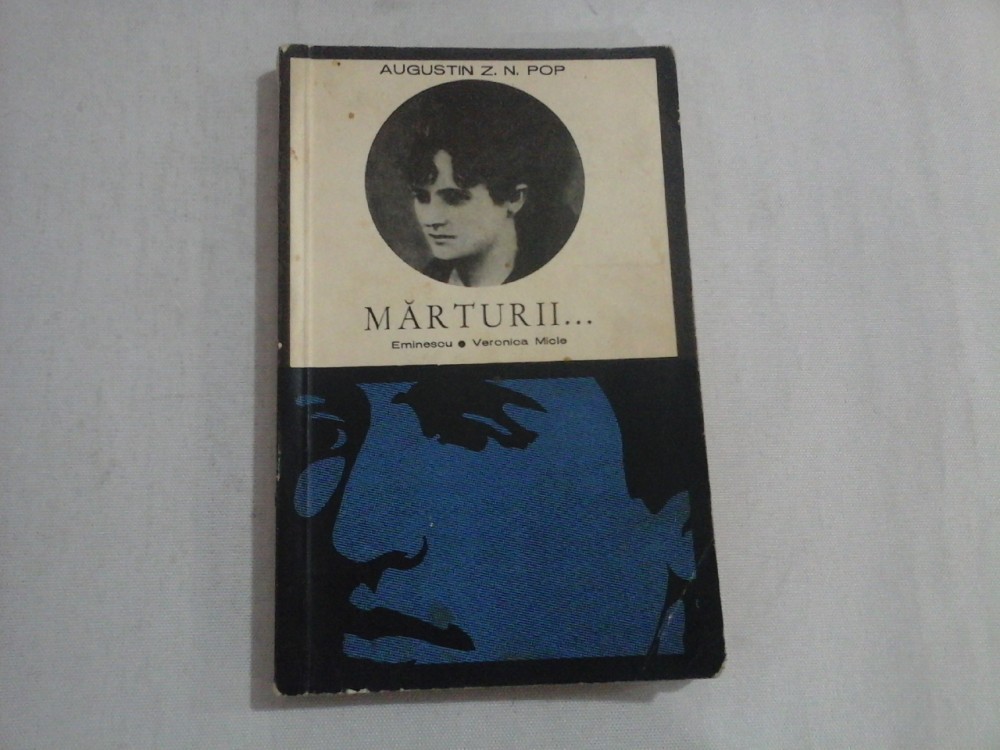 AUGUSTIN Z. N. POP
MĂRTURII...
Eminescu ● Veronica Micle